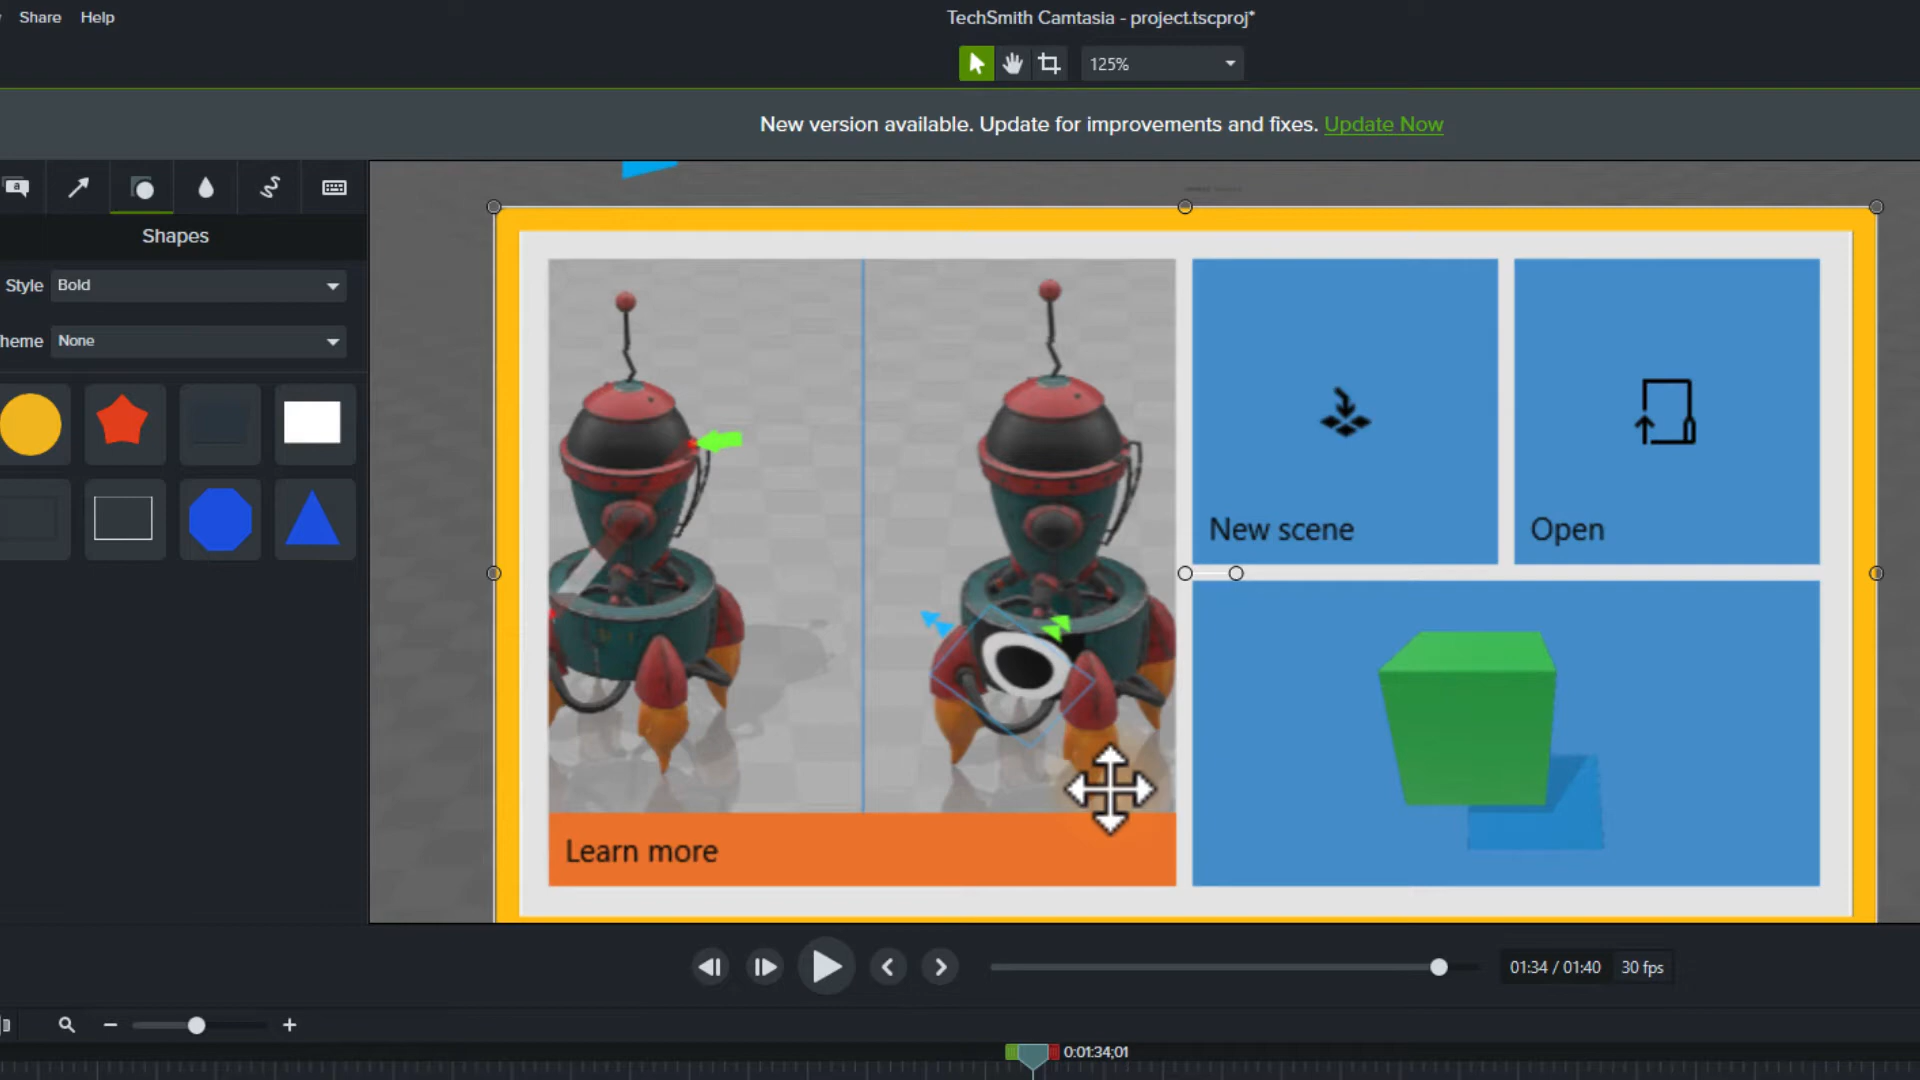 Share Help
TechSmith Camtasia - project.tscproj*
125%
New version available. Update for improvements and fixes. Update Now
a
Shapes
Style Bold
heme None
New scene
Open
Learn more
01:34 / 01:40 30 fps
0:01:34;01